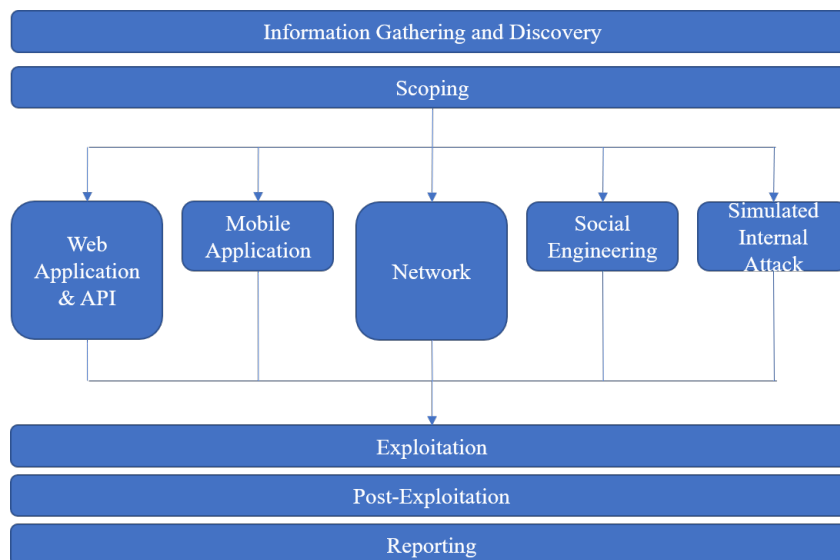 Information Gathering and Discovery
Scoping
Web
Application
& API
Mobile
Application
Network
Social
Engineering
Simulated
Internal
Attack
Exploitation
Post-Exploitation
Reporting